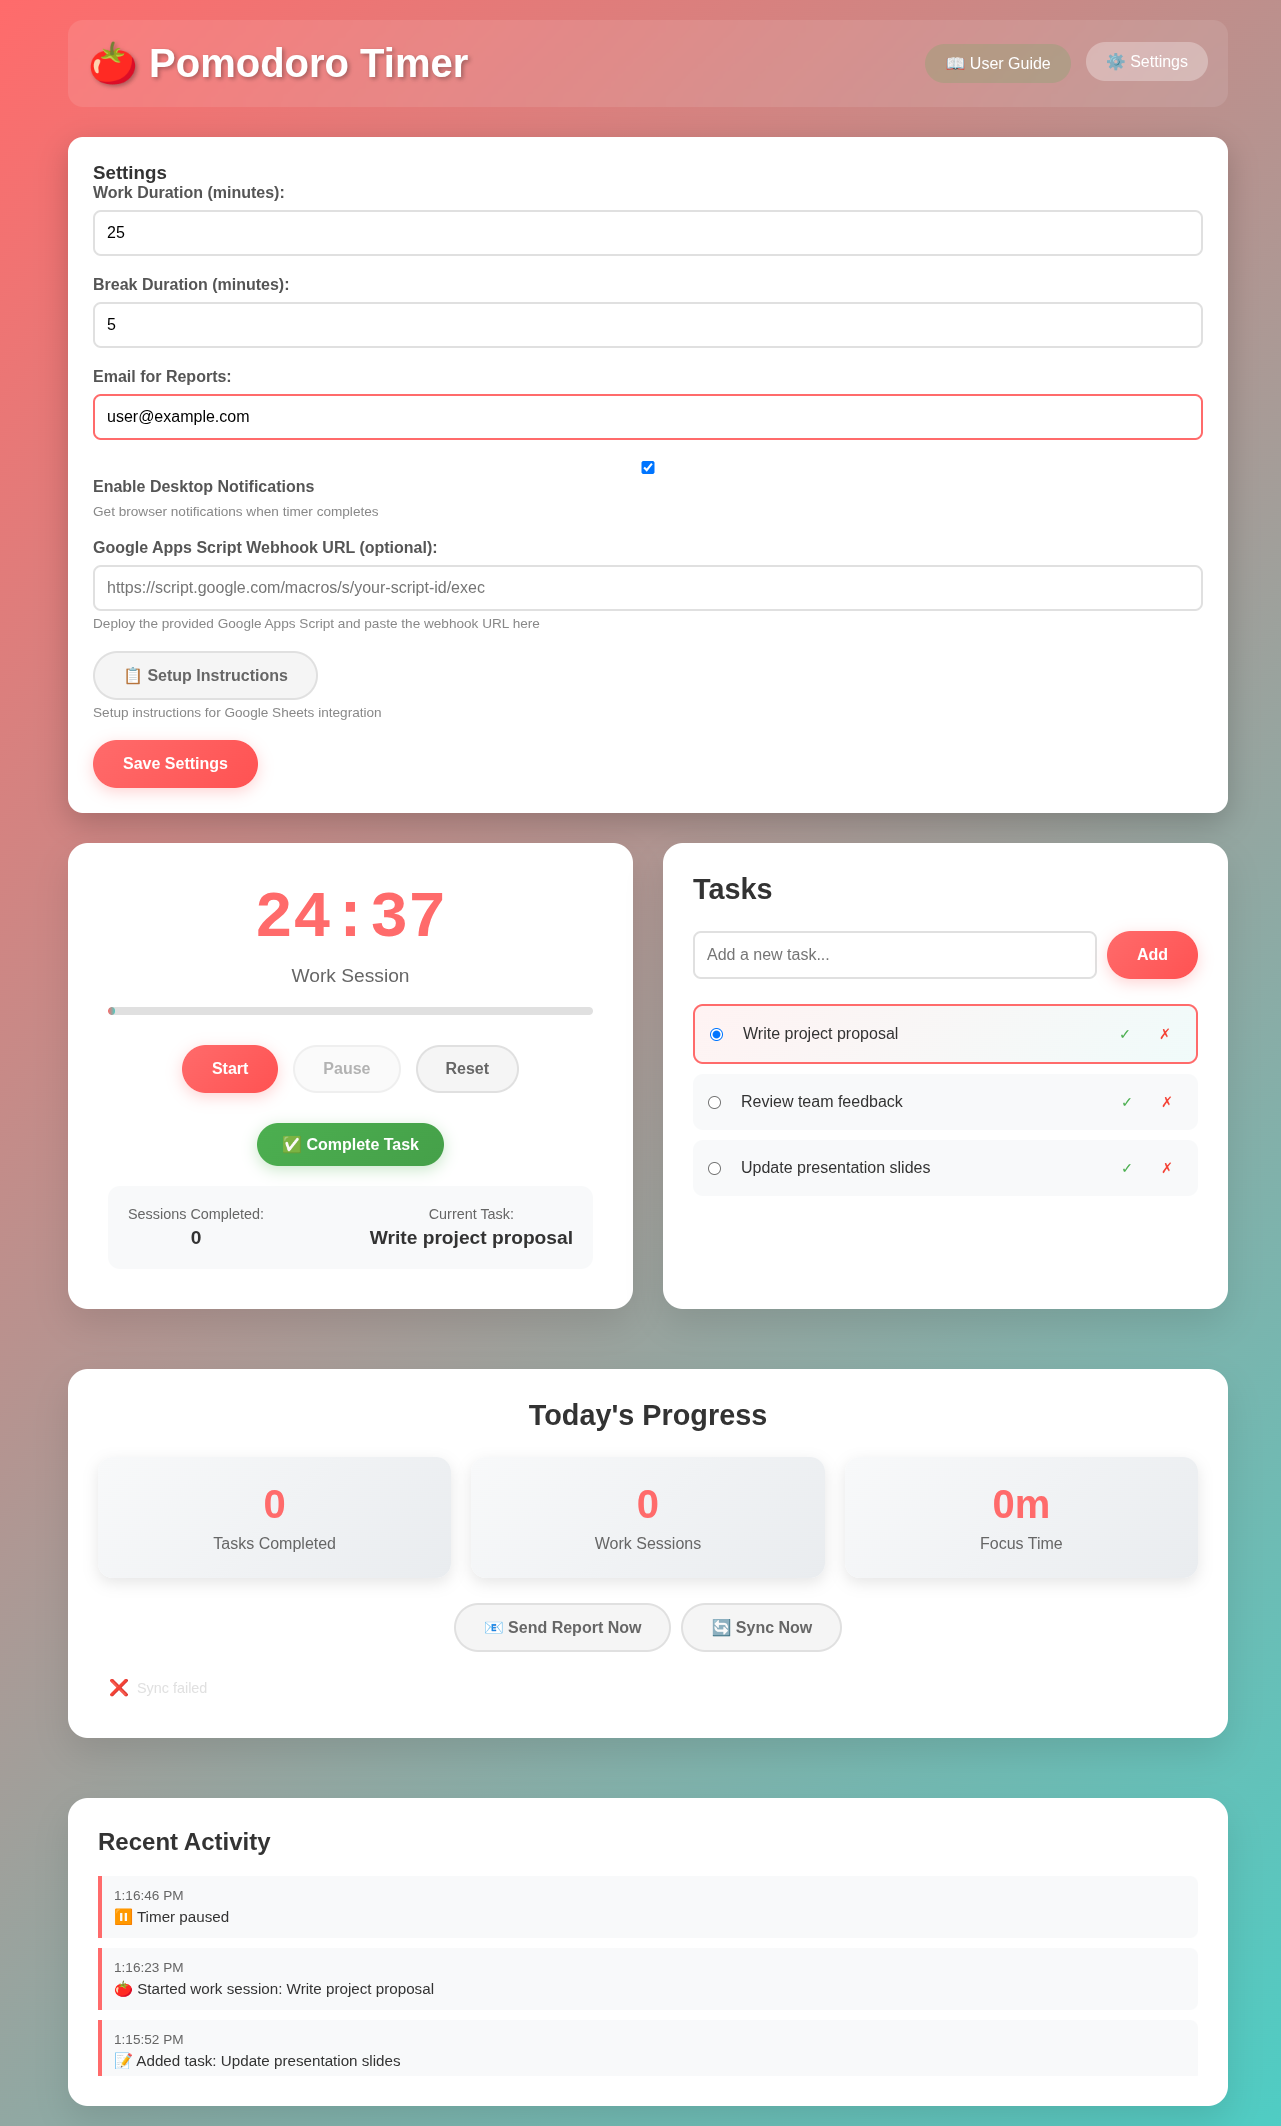 🍅 Pomodoro Timer
📖 User Guide
⚙️ Settings
Settings
Work Duration (minutes):
25
Break Duration (minutes):
5
Email for Reports:
user@example.com
Enable Desktop Notifications
Get browser notifications when timer completes
Google Apps Script Webhook URL (optional):
https://script.google.com/macros/s/your-script-id/exec
Deploy the provided Google Apps Script and paste the webhook URL here
📋 Setup Instructions
Setup instructions for Google Sheets integration
Save Settings
24:37
Work Session
Start
Pause
Reset
✅ Complete Task
Sessions Completed:
0
Current Task:
Write project proposal
Tasks
Add a new task...
Add
Write project proposal ✓ ✗
Review team feedback ✓ ✗
Update presentation slides ✓ ✗
Today's Progress
0
Tasks Completed
0
Work Sessions
0m
Focus Time
📧 Send Report Now
🔄 Sync Now
❌ Sync failed
Recent Activity
1:16:46 PM
⏸️ Timer paused
1:16:23 PM
🍅 Started work session: Write project proposal
1:15:52 PM
📝 Added task: Update presentation slides